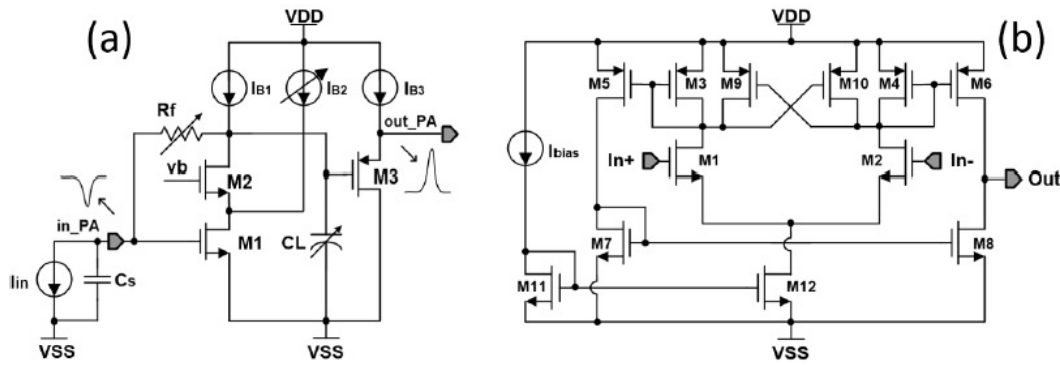 (a)
VDD
IB1
IB2
IB3
Rf
out_PA
vb
M2
M3
in_PA
M1
CL
Iin
Cs
VSS
VSS
(b)
VDD
M5
M3
M9
M10
M4
M6
Ibias
In+
M1
M2
In-
Out
M7
M8
M11
M12
VSS